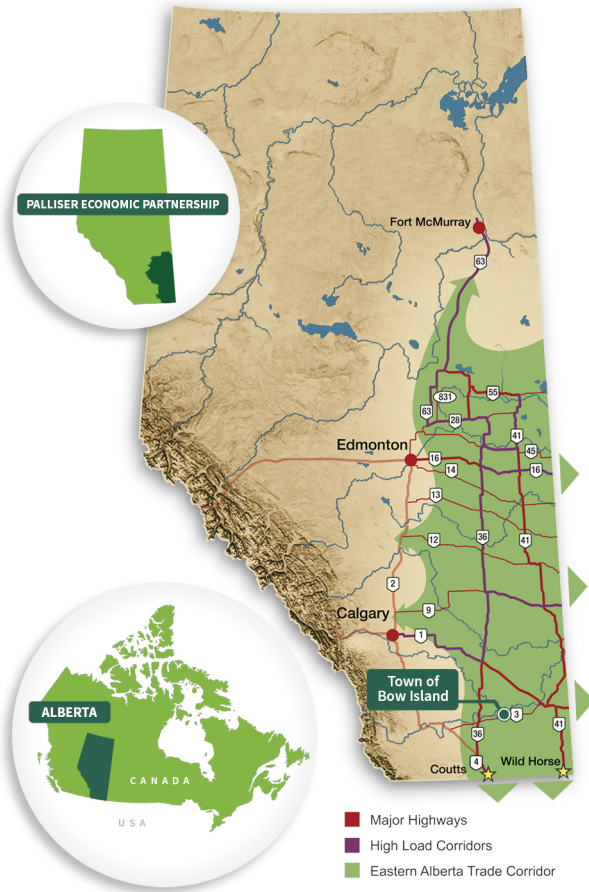 PALLISER ECONOMIC PARTNERSHIP
Fort McMurray
63
831
55
63
28
41
Edmonton
45
16
14
16
13
12
36
41
2
Calgary
9
1
Town of
Bow Island
3
41
36
4
Coutts
Wild Horse
ALBERTA
CANADA
USA
Major Highways
High Load Corridors
Eastern Alberta Trade Corridor